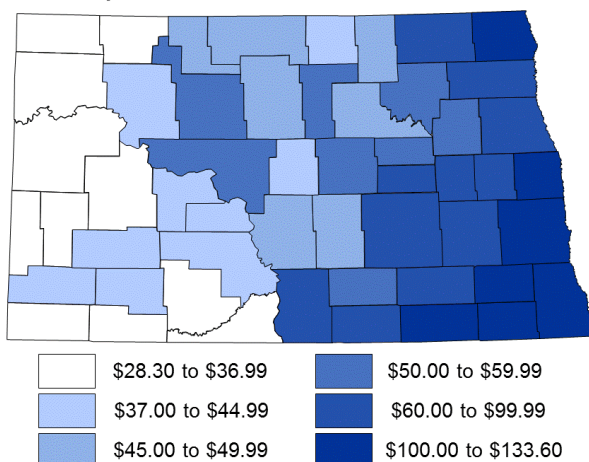 $28.30 to $36.99
$50.00 to $59.99
$37.00 to $44.99
$60.00 to $99.99
$45.00 to $49.99
$100.00 to $133.60